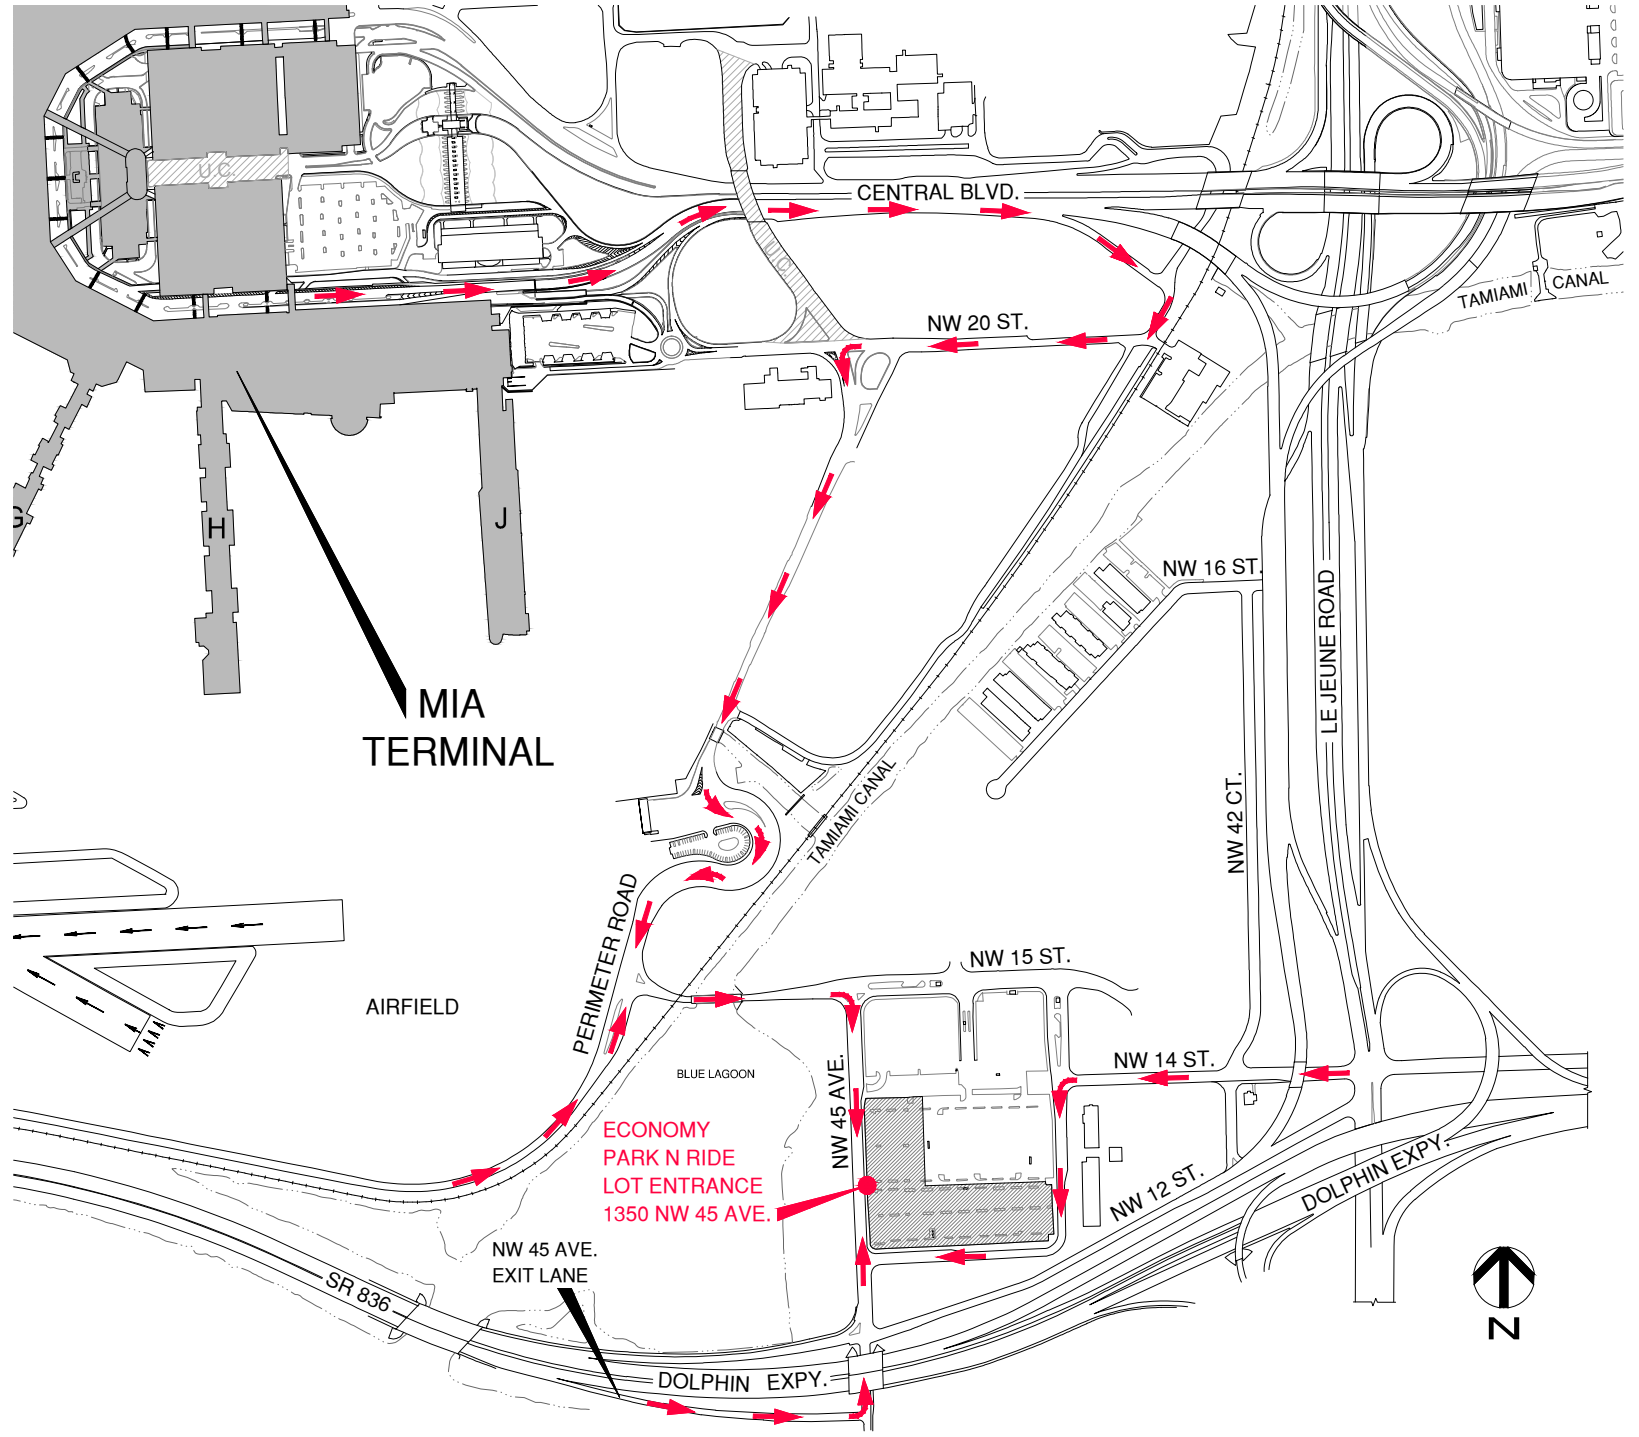 U.C.
CENTRAL BLVD.
U.C.
TAMIAMI CANAL
NW 20 ST.
G
H
J
NW 16 ST.
LE JEUNE ROAD
MIA
TERMINAL
NW 42 CT.
TAMIAMI CANAL
PERIMETER ROAD
NW 15 ST.
AIRFIELD
NW 14 ST.
BLUE LAGOON
NW 45 AVE.
ECONOMY
PARK N RIDE
LOT ENTRANCE
1350 NW 45 AVE.
NW 12 ST.
DOLPHIN EXPY.
NW 45 AVE.
EXIT LANE
SR 836
DOLPHIN EXPY.
N